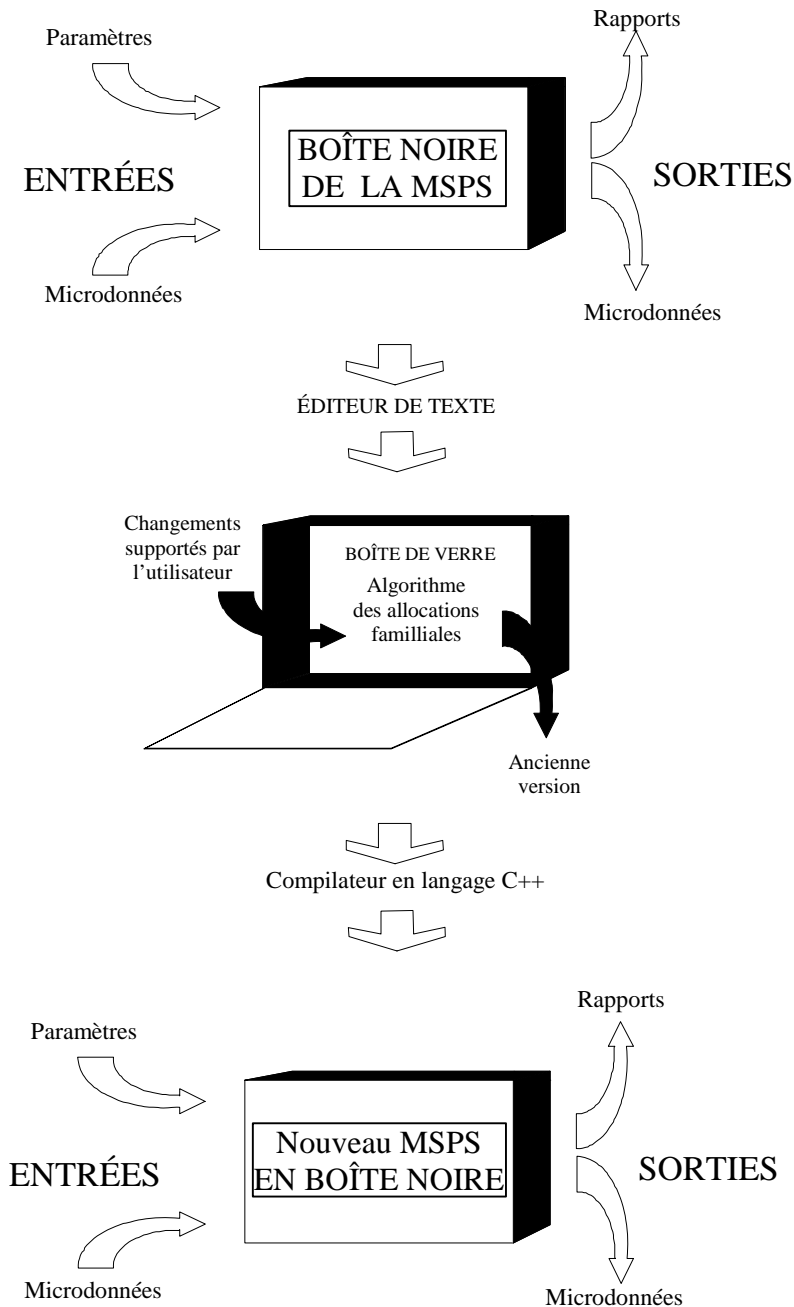 Rapports
Paramètres
BOÎTE NOIRE
DE LA MSPS
ENTRÉES
SORTIES
Microdonnées
Microdonnées
ÉDITEUR DE TEXTE
Changements
supportés par
l'utilisateur
BOÎTE DE VERRE
Algorithme
des allocations
familliales
Ancienne
version
Compilateur en langage C++
Rapports
Paramètres
Nouveau MSPS
EN BOÎTE NOIRE
ENTRÉES
SORTIES
Microdonnées
Microdonnées